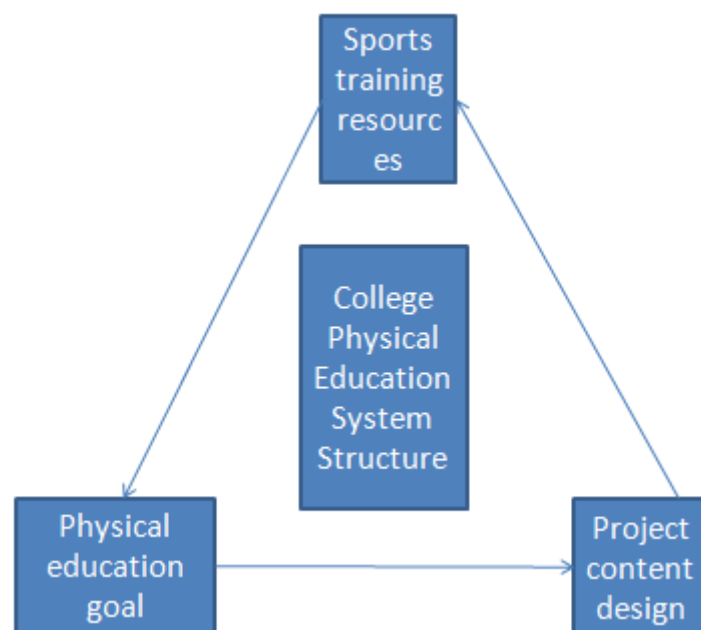 Sports
training
resourc
es
College
Physical
Education
System
Structure
Physical
education
goal
Project
content
design